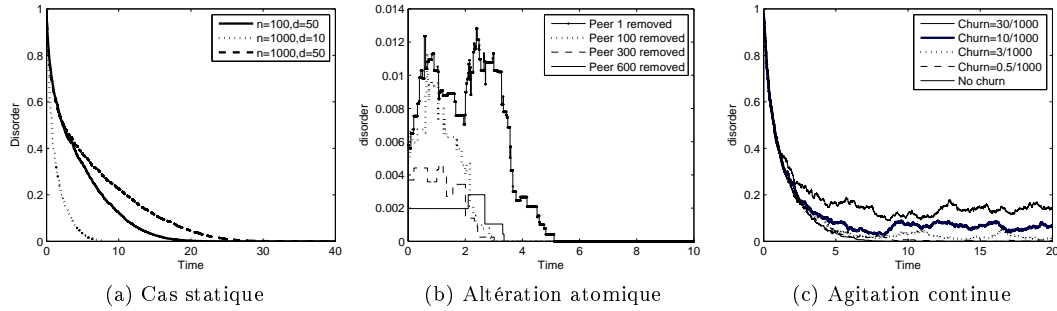 1
0.8
0.6
0.4
0.2
0
Disorder
0
10
20
30
40
Time
n=100,d=50
n=1000,d=10
n=1000,d=50
(a) Cas statique
0.014
0.012
0.01
0.008
0.006
0.004
0.002
0
disorder
0
2
4
6
8
10
Time
Peer 1 removed
Peer 100 removed
Peer 300 removed
Peer 600 removed
(b) Altération atomique
1
0.8
0.6
0.4
0.2
0
disorder
0
5
10
15
20
Time
Churn=30/1000
Churn=10/1000
Churn=3/1000
Churn=0.5/1000
No churn
(c) Agitation continue